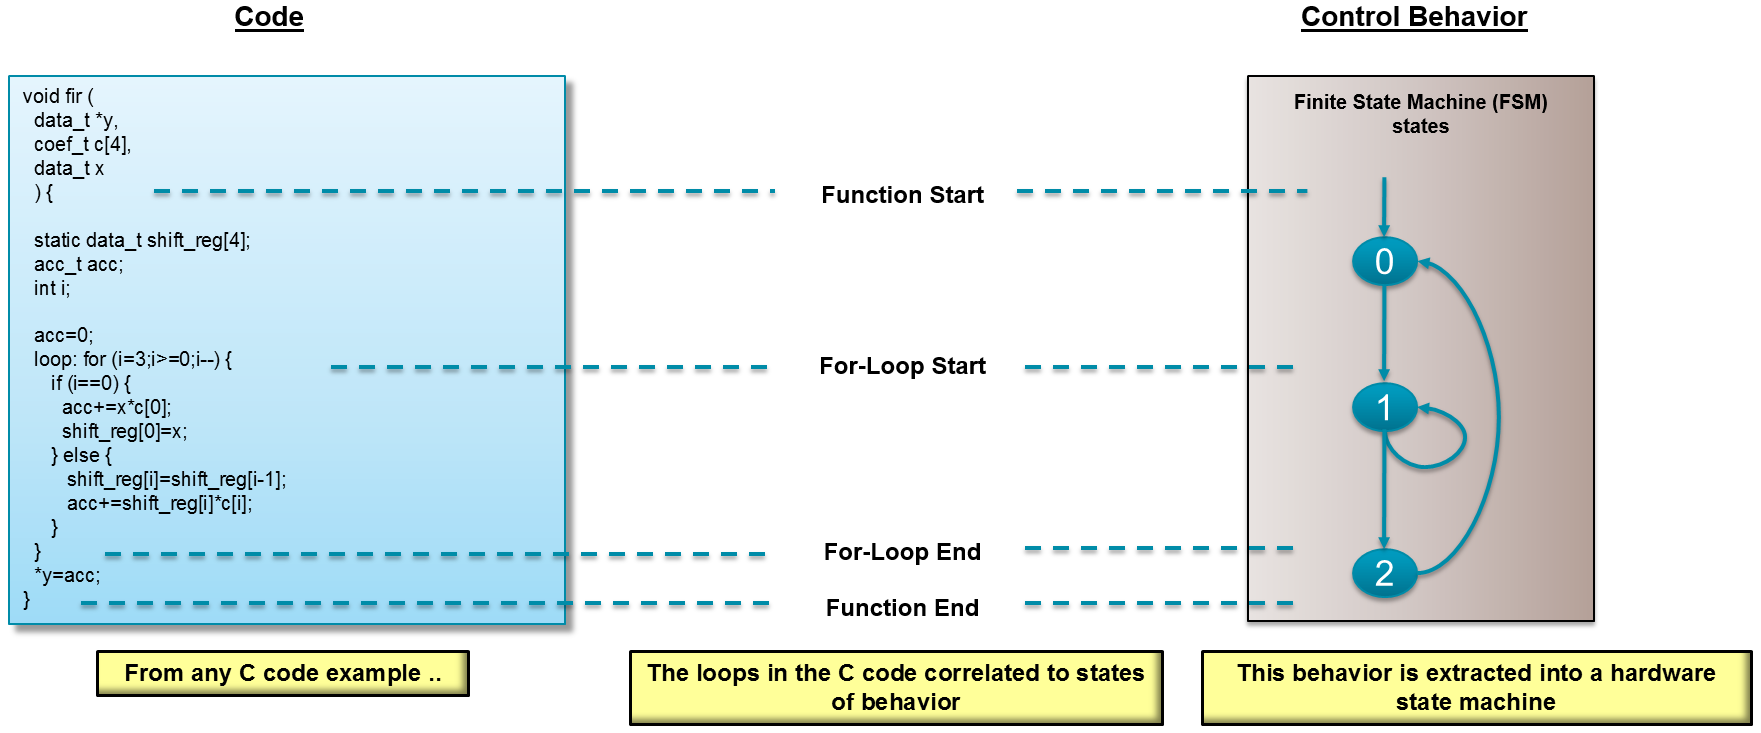 Code
Control Behavior
void fir (
data_t *y,
coef_t c[4],
data_t x
) {
static data_t shift_reg[4];
acc_t acc;
int i;
acc=0;
loop: for (i=3;i>=0;i--) {
if (i==0) {
acc+=x*c[0];
shift_reg[0]=x;
} else {
shift_reg[i]=shift_reg[i-1];
acc+=shift_reg[i]*c[i];
}
}
*y=acc;
}
Function Start
For-Loop Start
For-Loop End
Function End
Finite State Machine (FSM)
states
0
1
2
From any C code example ..
The loops in the C code correlated to states
of behavior
This behavior is extracted into a hardware
state machine